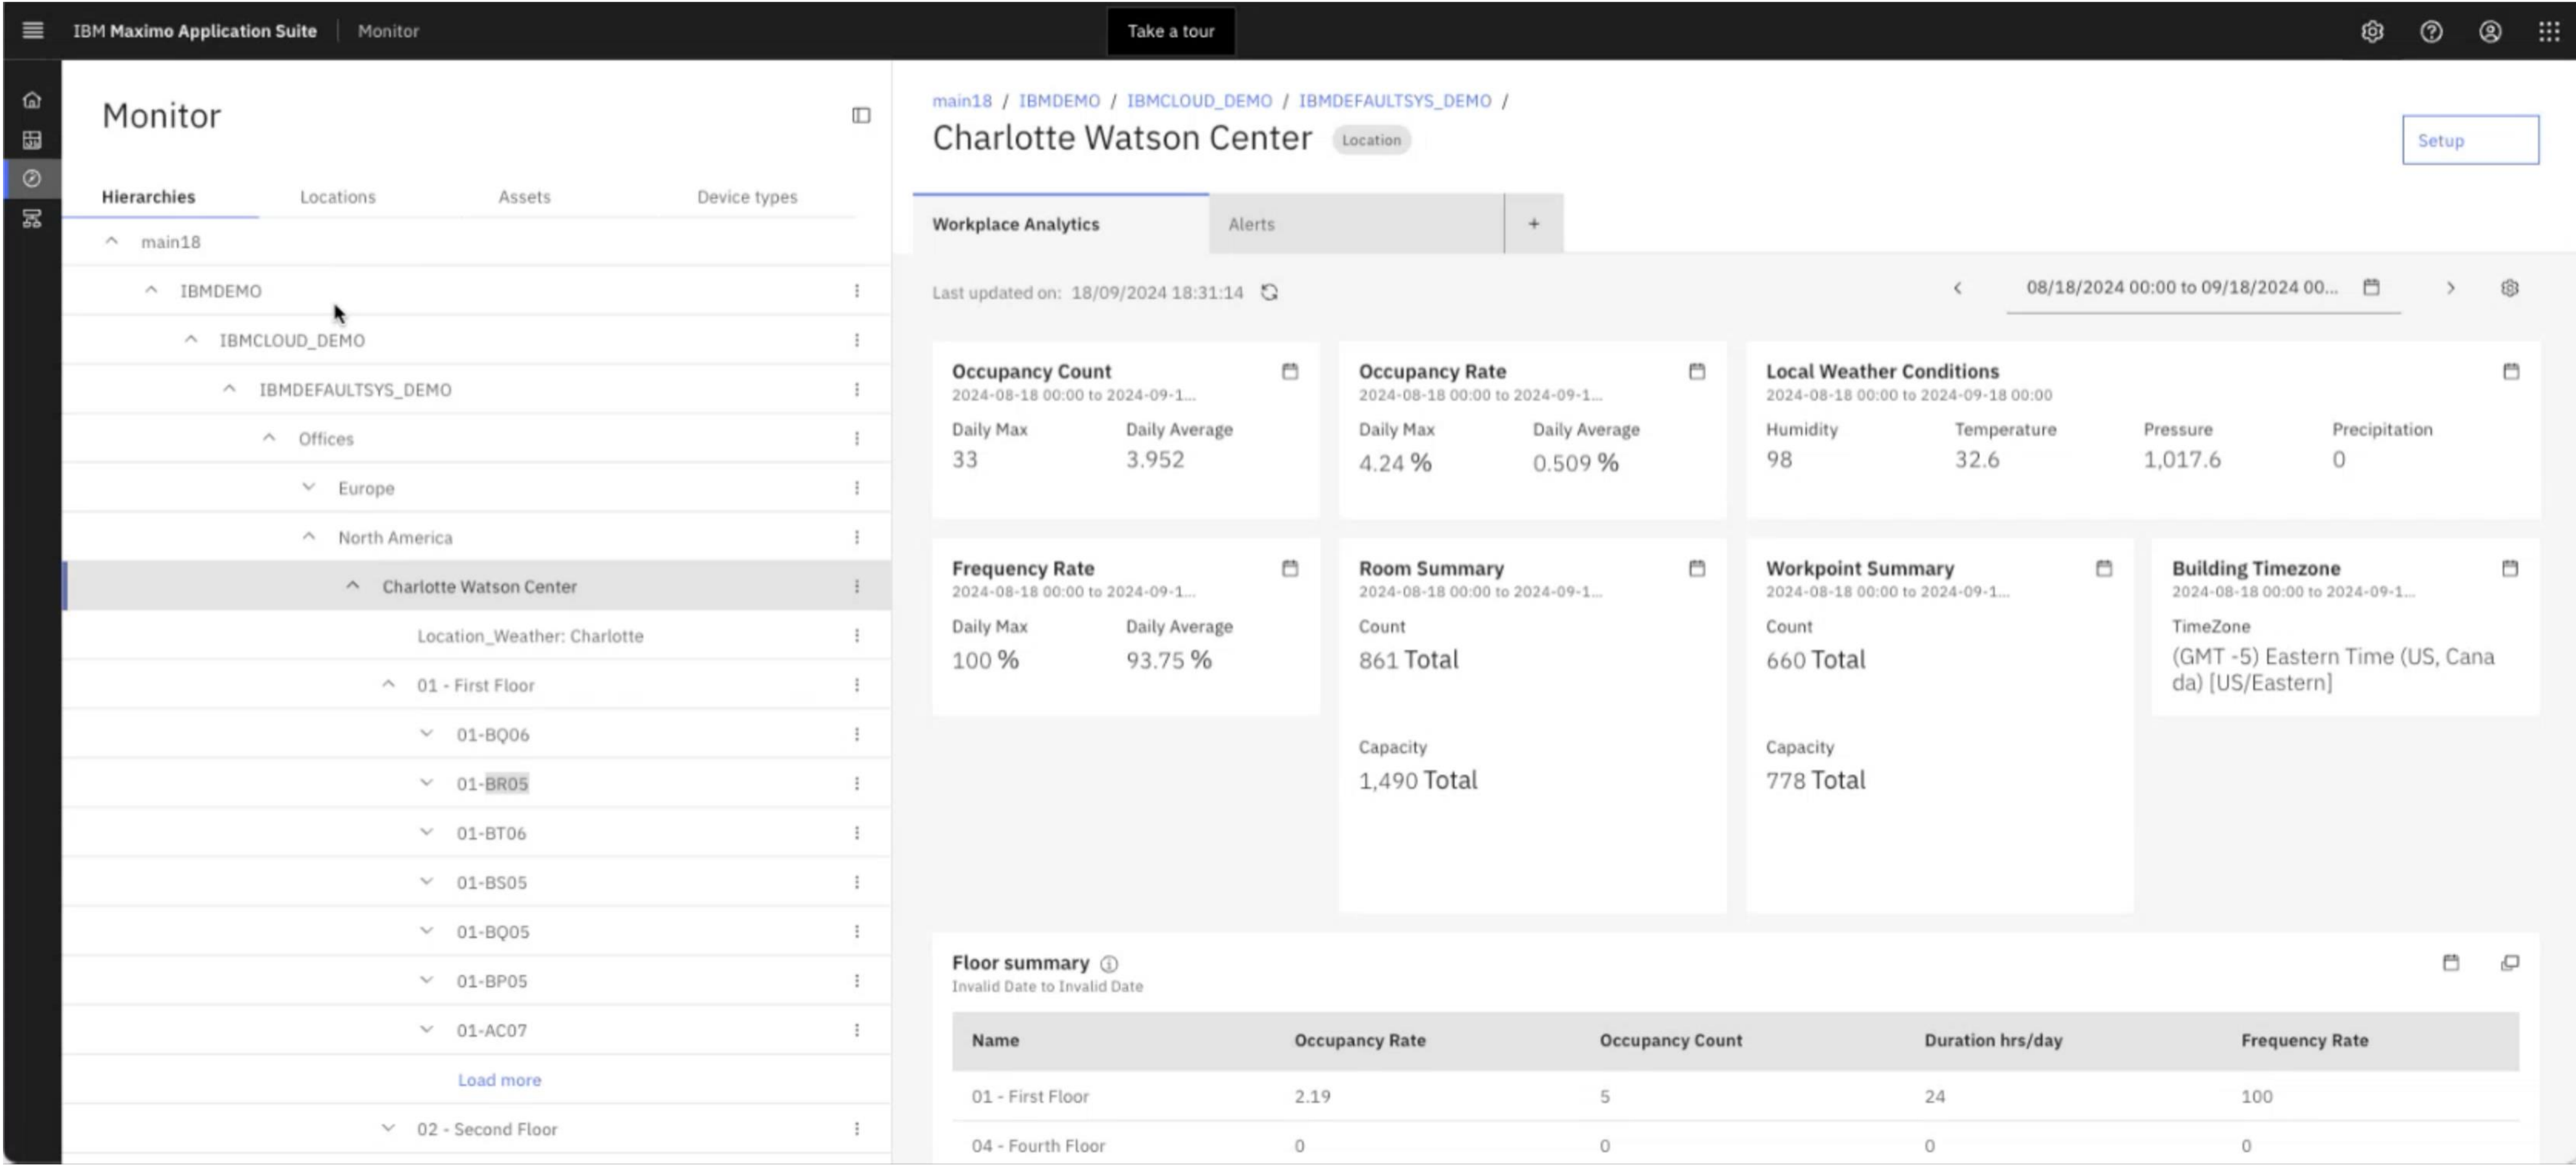 IBM Maximo Application Suite | Monitor
Take a tour
Monitor
Hierarchies Locations Assets Device types
main18
IBMDEMO
IBMCLOUD_DEMO
IBMDEFAULTSYS_DEMO
Offices
Europe
North America
Charlotte Watson Center
Location_Weather: Charlotte
01 - First Floor
01-BQ06
01-BR05
01-BT06
01-BS05
01-BQ05
01-BP05
01-AC07
Load more
02 - Second Floor
main18 / IBMDEMO / IBMCLOUD_DEMO / IBMDEFAULTSYS_DEMO /
Charlotte Watson Center Location
Setup
Workplace Analytics Alerts +
Last updated on: 18/09/2024 18:31:14
08/18/2024 00:00 to 09/18/2024 00...
Occupancy Count
2024-08-18 00:00 to 2024-09-1...
Daily Max Daily Average
33 3.952
Occupancy Rate
2024-08-18 00:00 to 2024-09-1...
Daily Max Daily Average
4.24 % 0.509 %
Local Weather Conditions
2024-08-18 00:00 to 2024-09-18 00:00
Humidity Temperature Pressure Precipitation
98 32.6 1,017.6 0
Frequency Rate
2024-08-18 00:00 to 2024-09-1...
Daily Max Daily Average
100 % 93.75 %
Room Summary
2024-08-18 00:00 to 2024-09-1...
Count
861 Total
Capacity
1,490 Total
Workpoint Summary
2024-08-18 00:00 to 2024-09-1...
Count
660 Total
Capacity
778 Total
Building Timezone
2024-08-18 00:00 to 2024-09-1...
TimeZone
(GMT -5) Eastern Time (US, Cana
da) [US/Eastern]
Floor summary
Invalid Date to Invalid Date
Name Occupancy Rate Occupancy Count Duration hrs/day Frequency Rate
01 - First Floor 2.19 5 24 100
04 - Fourth Floor 0 0 0 0